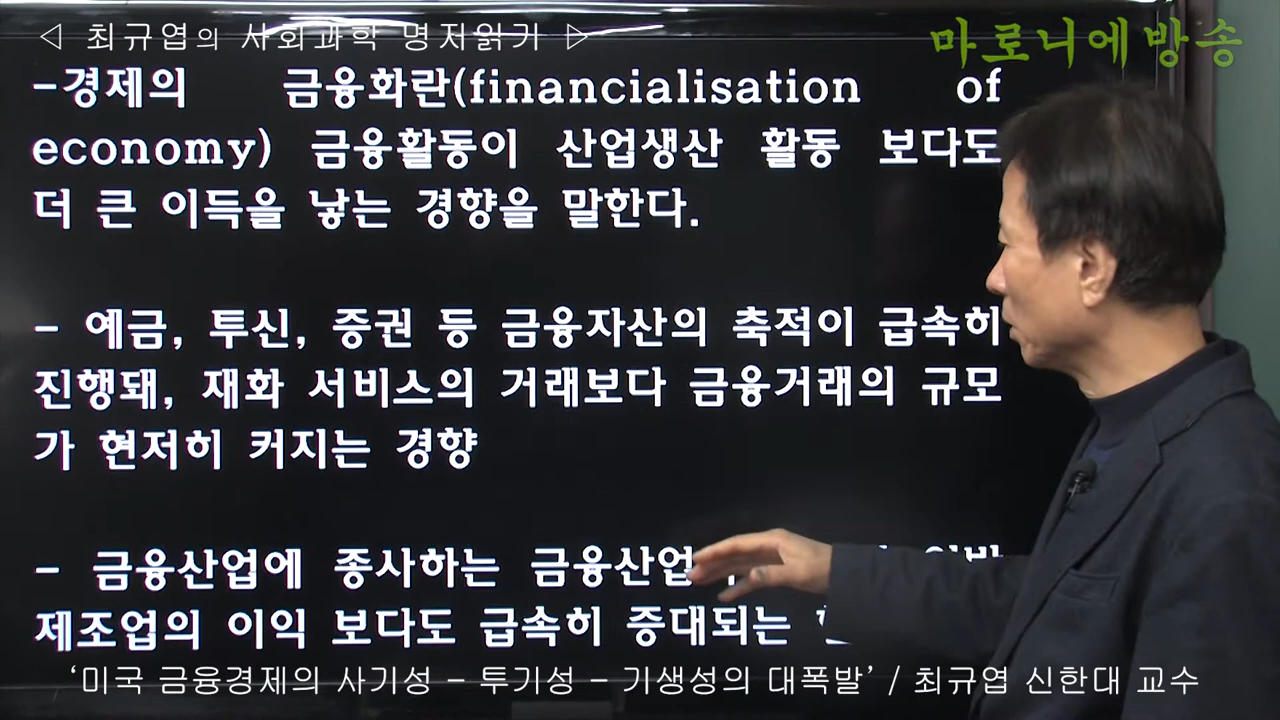 ◁ 최규엽의 사회과학 명저읽기 ▷
마로니에방송
-경제의 금융화란(financialisation of
economy) 금융활동이 산업생산 활동 보다도
더 큰 이득을 낳는 경향을 말한다.
- 예금, 투신, 증권 등 금융자산의 축적이 급속히
진행돼, 재화 서비스의 거래보다 금융거래의 규모
가 현저히 커지는 경향
- 금융산업에 종사하는 금융산업
제조업의 이익 보다도 급속히 증대되는
‘미국 금융경제의 사기성 - 투기성 - 기생성의 대폭발’ / 최규엽 신한대 교수